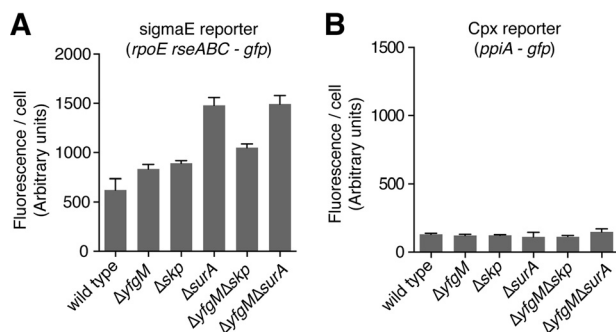 A
sigmaE reporter
(rpoE rseABC - gfp)
Fluorescence / cell
(Arbitrary units)
2000
1500
1000
500
0
wild type
ΔyfgM
Δskp
ΔsurA
ΔyfgMΔskp
ΔyfgMΔsurA
B
Cpx reporter
(ppiA - gfp)
Fluorescence / cell
(Arbitrary units)
1500
1000
500
0
wild type
ΔyfgM
Δskp
ΔsurA
ΔyfgMΔskp
ΔyfgMΔsurA